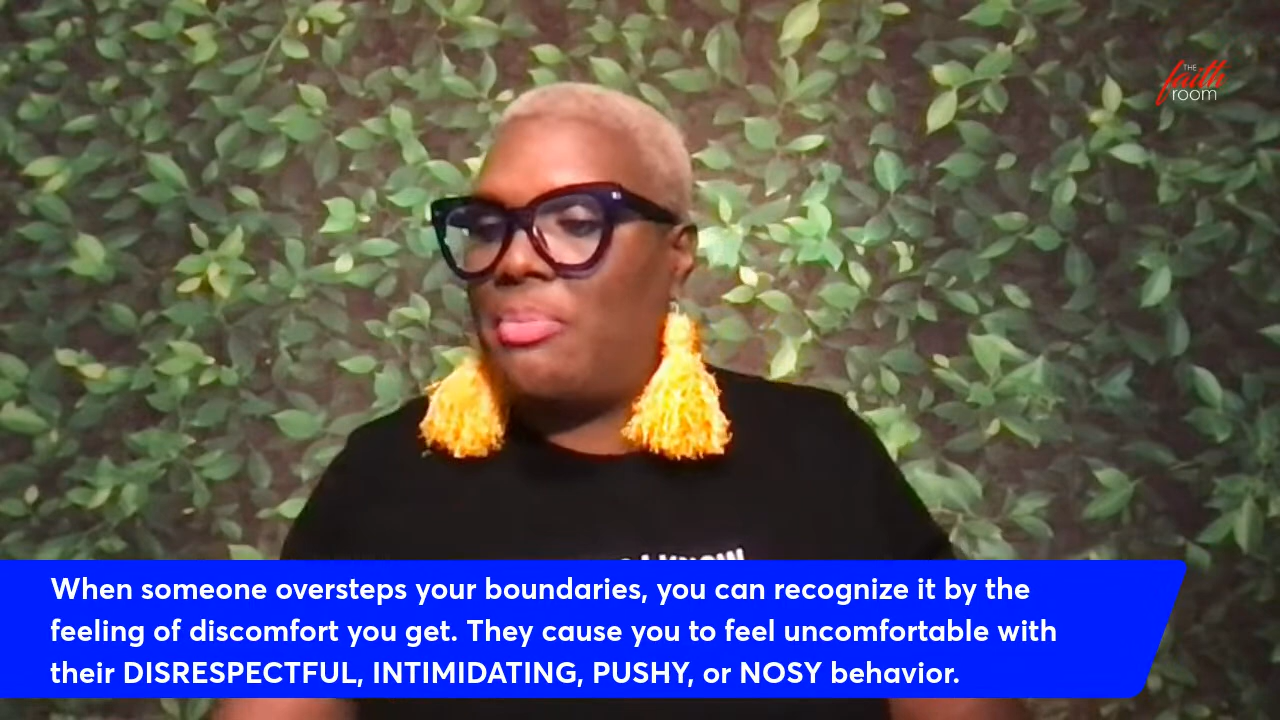 THE
faith
room
KNOW
When someone oversteps your boundaries, you can recognize it by the
feeling of discomfort you get. They cause you to feel uncomfortable with
their DISRESPECTFUL, INTIMIDATING, PUSHY, or NOSY behavior.